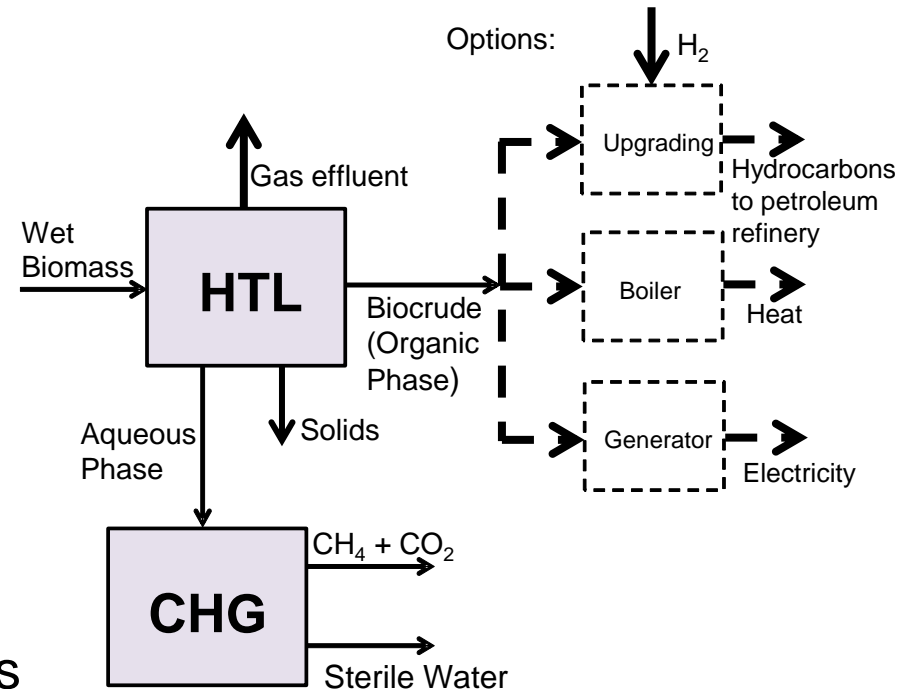 Options:
H₂
Upgrading
Hydrocarbons
to petroleum
refinery
Gas effluent
Wet
Biomass
HTL
Biocrude
(Organic
Phase)
Boiler
Heat
Solids
Aqueous
Phase
Generator
Electricity
CHG
CH₄ + CO₂
Sterile Water
s